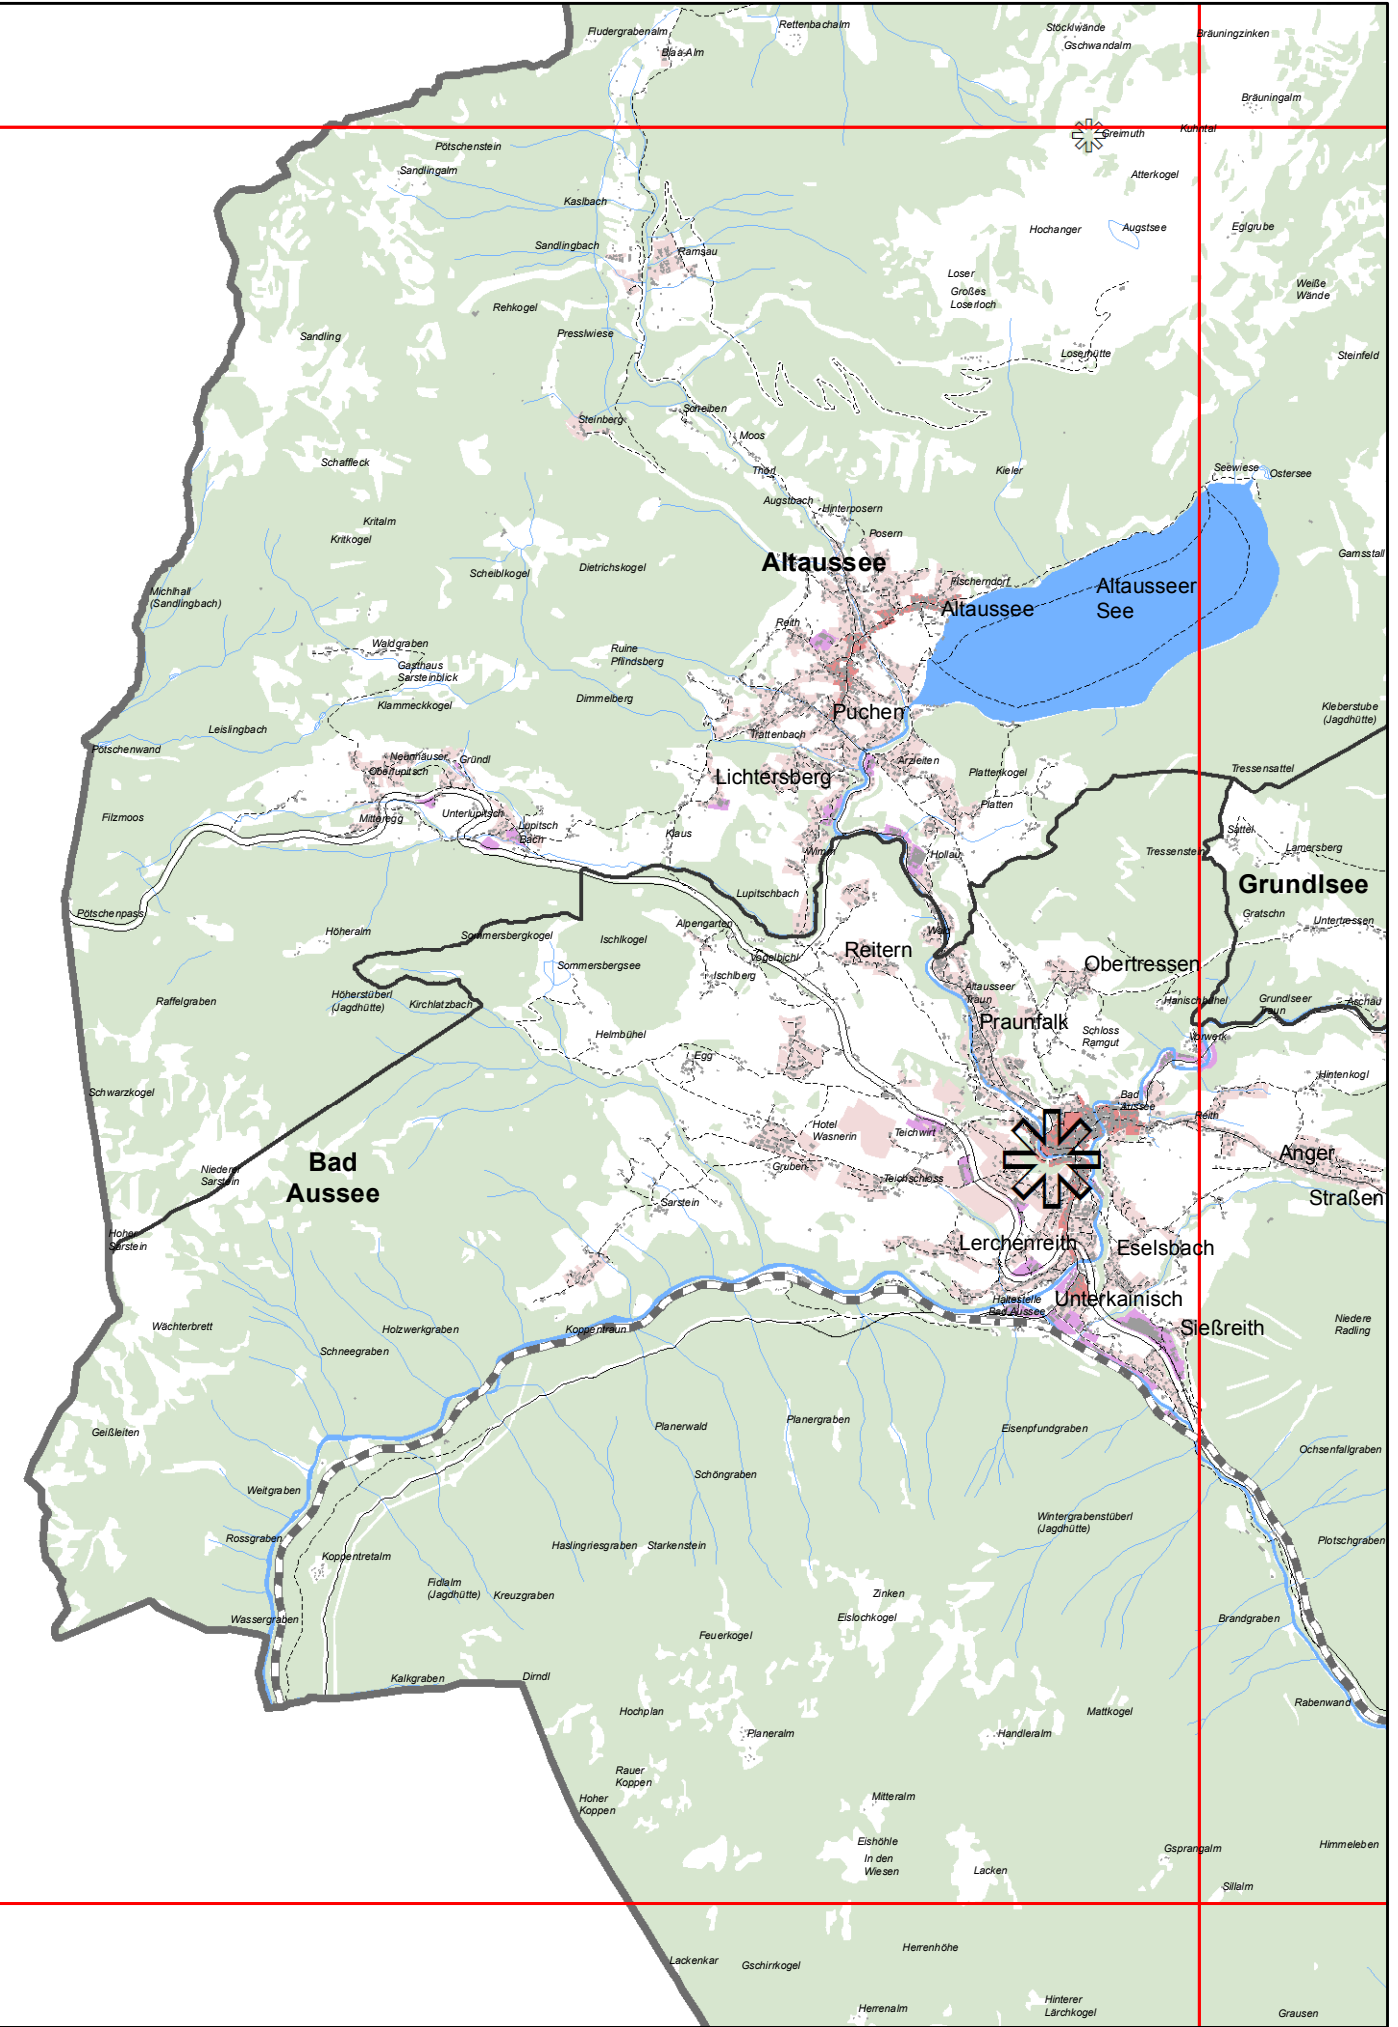 Fludergrabenalm
Blaa-Alm
Rettenbachalm
Stöcklwände
Gschwandalm
Bräuningzinken
Bräuningalm
Greimuth
Kuhntal
Pötschenstein
Sandlingalm
Atterkogel
Kaslbach
Hochanger
Augstsee
Eglgrube
Sandlingbach
Ramsau
Loser
Großes
Loserloch
Weiße
Wände
Rehkogel
Presslwiese
Sandling
Loserhütte
Steinfeld
Steinberg
Scheiben
Moos
Schaffleck
Thörl
Kieler
Seewiese
Ostersee
Augstbach
Hinterposern
Kritalm
Kritkogel
Posern
Gamsstall
Altaussee
Scheiblkogel
Dietrichskogel
Fischerndorf
Altaussee
Altausseer
See
Michlhall
(Sandlingbach)
Reith
Waldgraben
Ruine
Pflindsberg
Gasthaus
Sarsteinblick
Dimmelberg
Klammeckkogel
Puchen
Kleberstube
(Jagdhütte)
Leislingbach
Trattenbach
Pötschenwand
Neunhäuser
Gründl
Oberlupitsch
Arzleiten
Lichtersberg
Plattenkogel
Tressensattel
Platten
Filzmoos
Mitteregg
Unterlupitsch
Lupitsch
Bach
Klaus
Sattel
Wimm
Hollau
Tressenstein
Lamersberg
Grundlsee
Lupitschbach
Pötschenpass
Gratschn
Untertressen
Alpengarten
Höheralm
Sommersbergkogel
Ischlkogel
Wald
Reitern
Vogelbichl
Sommersbergsee
Ischlberg
Obertressen
Raffelgraben
Höherstüberl
(Jagdhütte)
Kirchlatzbach
Altausseer
Traun
Hanischbühel
Grundlseer
Traun
Aschau
Praunfalk
Helmbühel
Schloss
Ramgut
Vorwerk
Egg
Hintenkogl
Schwarzkogel
Bad
Aussee
Reith
Hotel
Wasnerin
Teichwirt
Anger
Bad
Aussee
Niederer
Sarstein
Gruben
Teichschloss
Straßen
Sarstein
Hoher
Sarstein
Lerchenreith
Eselsbach
Haltestelle
Bad Aussee
Unterkainisch
Wächterbrett
Holzwerkgraben
Koppentraun
Sießreith
Niedere
Radling
Schneegraben
Geißleiten
Planerwald
Planergraben
Eisenpfundgraben
Ochsenfallgraben
Schöngraben
Weitgraben
Wintergrabenstüberl
(Jagdhütte)
Rossgraben
Haslingriesgraben
Starkenstein
Plotschgraben
Koppentretalm
Fidlalm
(Jagdhütte)
Kreuzgraben
Zinken
Eislochkogel
Wassergraben
Brandgraben
Feuerkogel
Kalkgraben
Dirndl
Rabenwand
Hochplan
Mattkogel
Planeralm
Handleralm
Rauer
Koppen
Hoher
Koppen
Mitteralm
Eishöhle
In den
Wiesen
Gsprangalm
Himmeleben
Lacken
Sillalm
Herrenhöhe
Lackenkar
Gschirrkogel
Herrenalm
Hinterer
Lärchkogel
Grausen